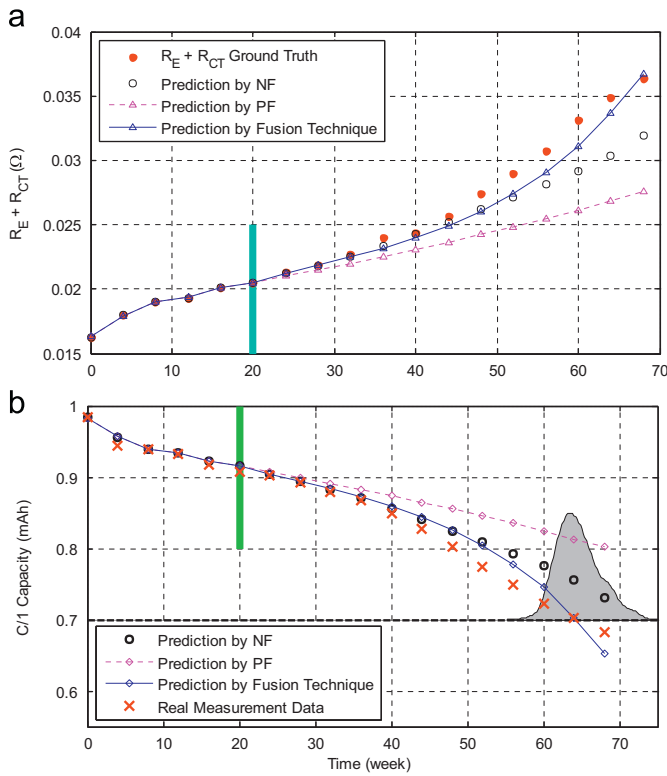 a
0.04
0.035
0.03
0.025
0.02
0.015
R_E + R_CT (Ω)
R_E + R_CT Ground Truth
Prediction by NF
Prediction by PF
Prediction by Fusion Technique
0 10 20 30 40 50 60 70
b
1
0.9
0.8
0.7
0.6
C/1 Capacity (mAh)
Prediction by NF
Prediction by PF
Prediction by Fusion Technique
Real Measurement Data
0 10 20 30 40 50 60 70
Time (week)